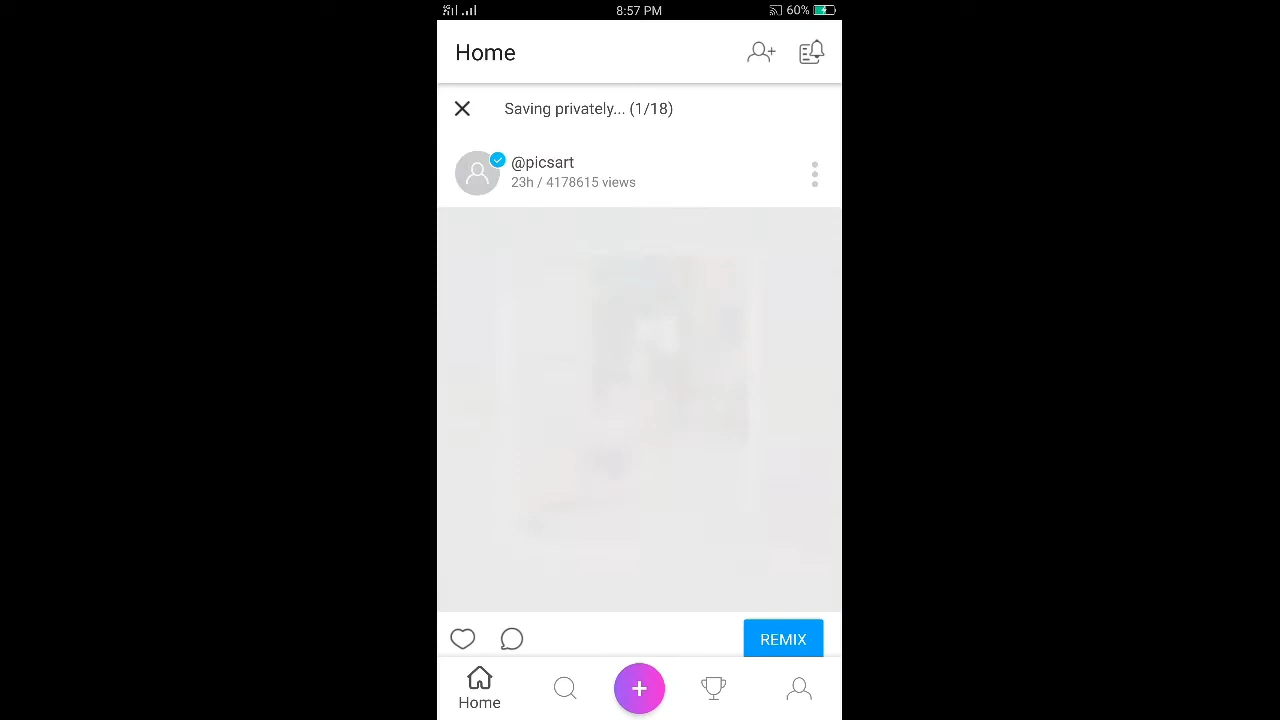 8:57 PM
60%
Home
Saving privately... (1/18)
@picsart
23h / 4178615 views
REMIX
Home